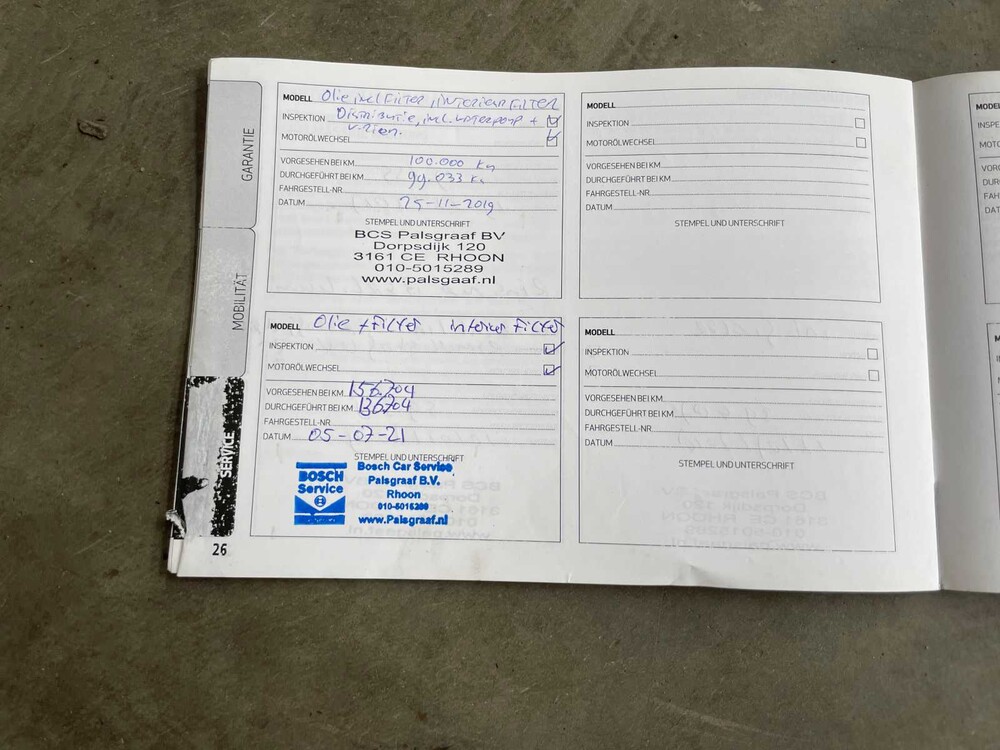 GARANTIE
MOBILITÄT
SERVICE
MODELL Olie incl FILTER, INTERIEUR FILTER
INSPEKTION Distributie, incl. waterpomp +
MOTORÖLWECHSEL
VORGESEHEN BEI KM 100.000 km
DURCHGEFÜHRT BEI KM 99.033 K
FAHRGESTELL-NR.
DATUM 25-11-2019
STEMPEL UND UNTERSCHRIFT
BCS Palsgraaf BV
Dorpsdijk 120
3161 CE RHOON
010-5015289
www.palsgaaf.nl
MODELL Olie + Filter interieur Filter
INSPEKTION
MOTORÖLWECHSEL
VORGESEHEN BEI KM 156704
DURCHGEFÜHRT BEI KM 136704
FAHRGESTELL-NR.
DATUM 05-07-21
STEMPEL UND UNTERSCHRIFT
BOSCH
Service
Bosch Car Service
Palsgraaf B.V.
Rhoon
010-5015289
www.Palsgraaf.nl
26
MODELL
INSPEKTION
MOTORÖLWECHSEL
VORGESEHEN BEI KM
DURCHGEFÜHRT BEI KM
FAHRGESTELL-NR.
DATUM
STEMPEL UND UNTERSCHRIFT
MODELL
INSPEKTION
MOTORÖLWECHSEL
VORGESEHEN BEI KM
DURCHGEFÜHRT BEI KM
FAHRGESTELL-NR.
DATUM
STEMPEL UND UNTERSCHRIFT